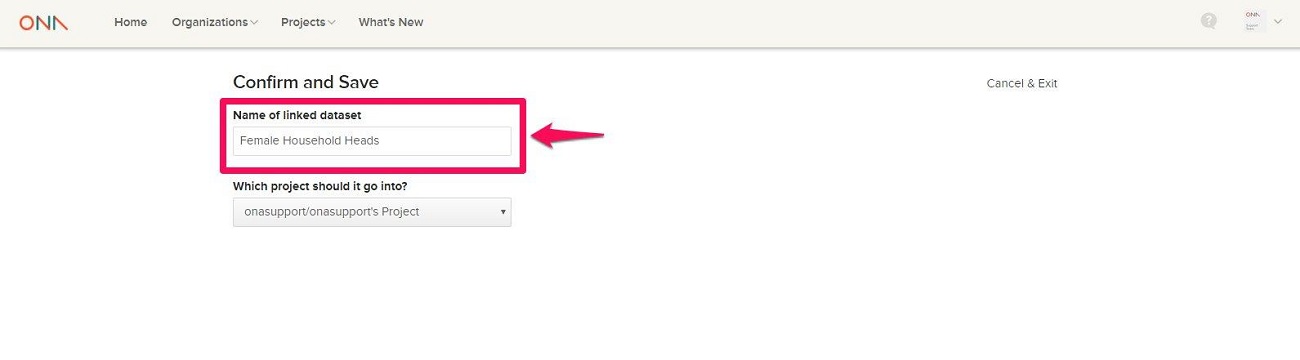 ONA Home Organizations Projects What's New
Confirm and Save
Cancel & Exit
Name of linked dataset
Female Household Heads
Which project should it go into?
onasupport/onasupport's Project